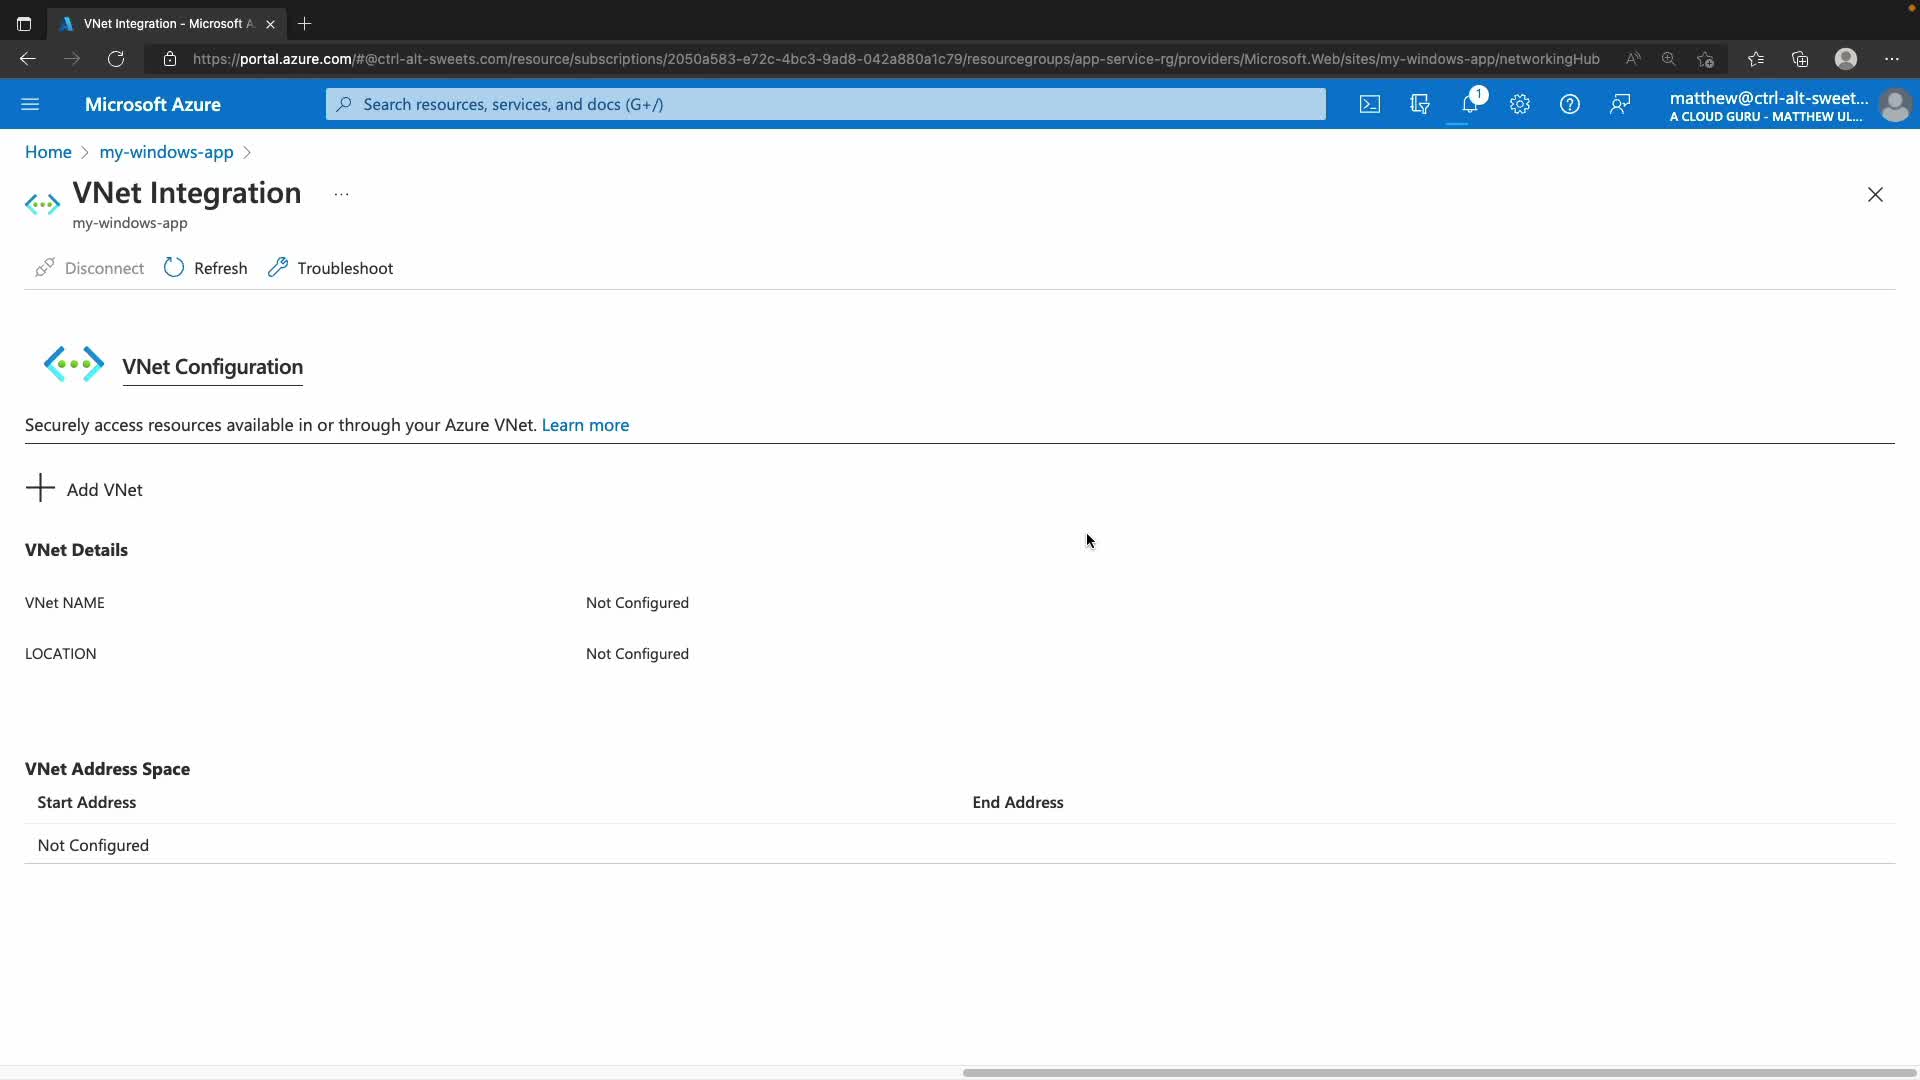 VNet Integration - Microsoft A
https://portal.azure.com/#@ctrl-alt-sweets.com/resource/subscriptions/2050a583-e72c-4bc3-9ad8-042a880a1c79/resourcegroups/app-service-rg/providers/Microsoft.Web/sites/my-windows-app/networkingHub
Microsoft Azure
Search resources, services, and docs (G+/)
1
matthew@ctrl-alt-sweet...
A CLOUD GURU - MATTHEW UL...
Home > my-windows-app >
VNet Integration ...
my-windows-app
Disconnect Refresh Troubleshoot
VNet Configuration
Securely access resources available in or through your Azure VNet. Learn more
Add VNet
VNet Details
VNet NAME Not Configured
LOCATION Not Configured
VNet Address Space
Start Address End Address
Not Configured